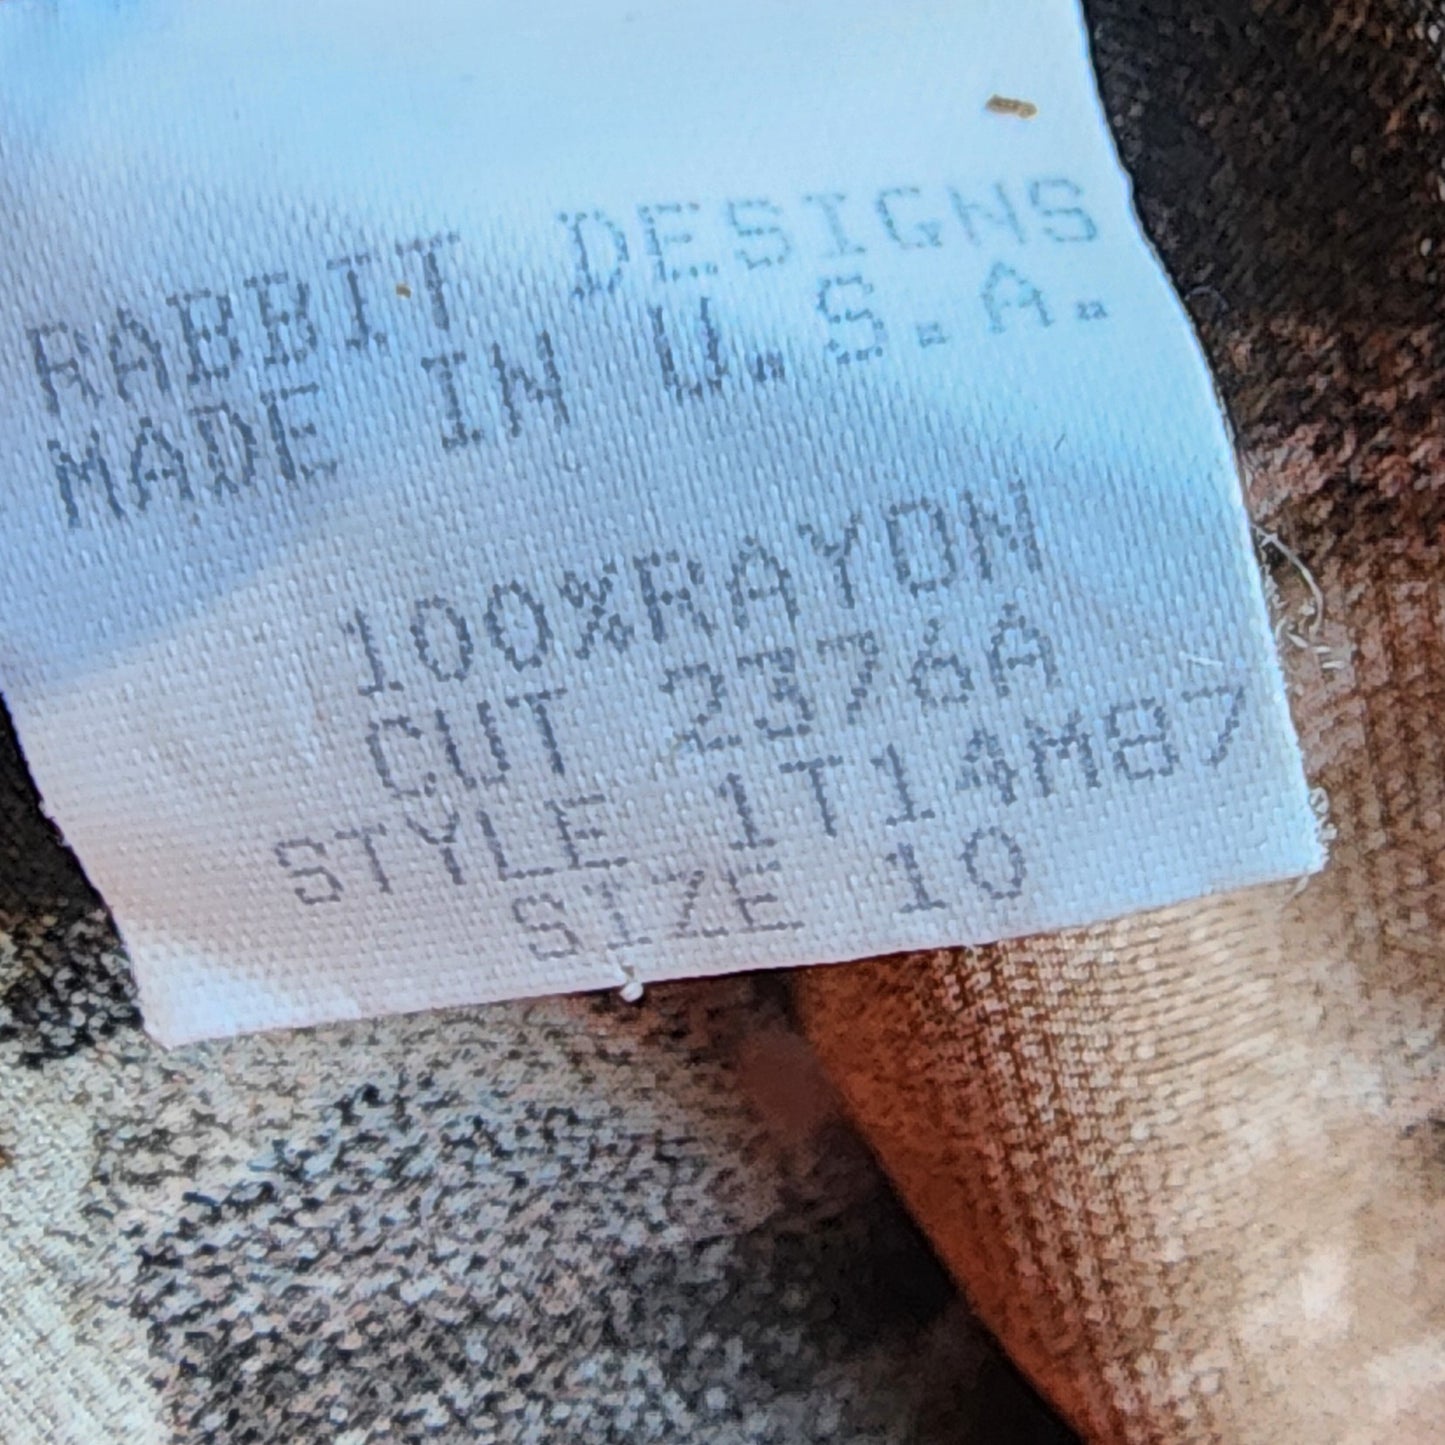 RABBIT DESIGNS
MADE IN U.S.A.
100%RAYON
CUT 2376A
STYLE 1T14M87
SIZE 10